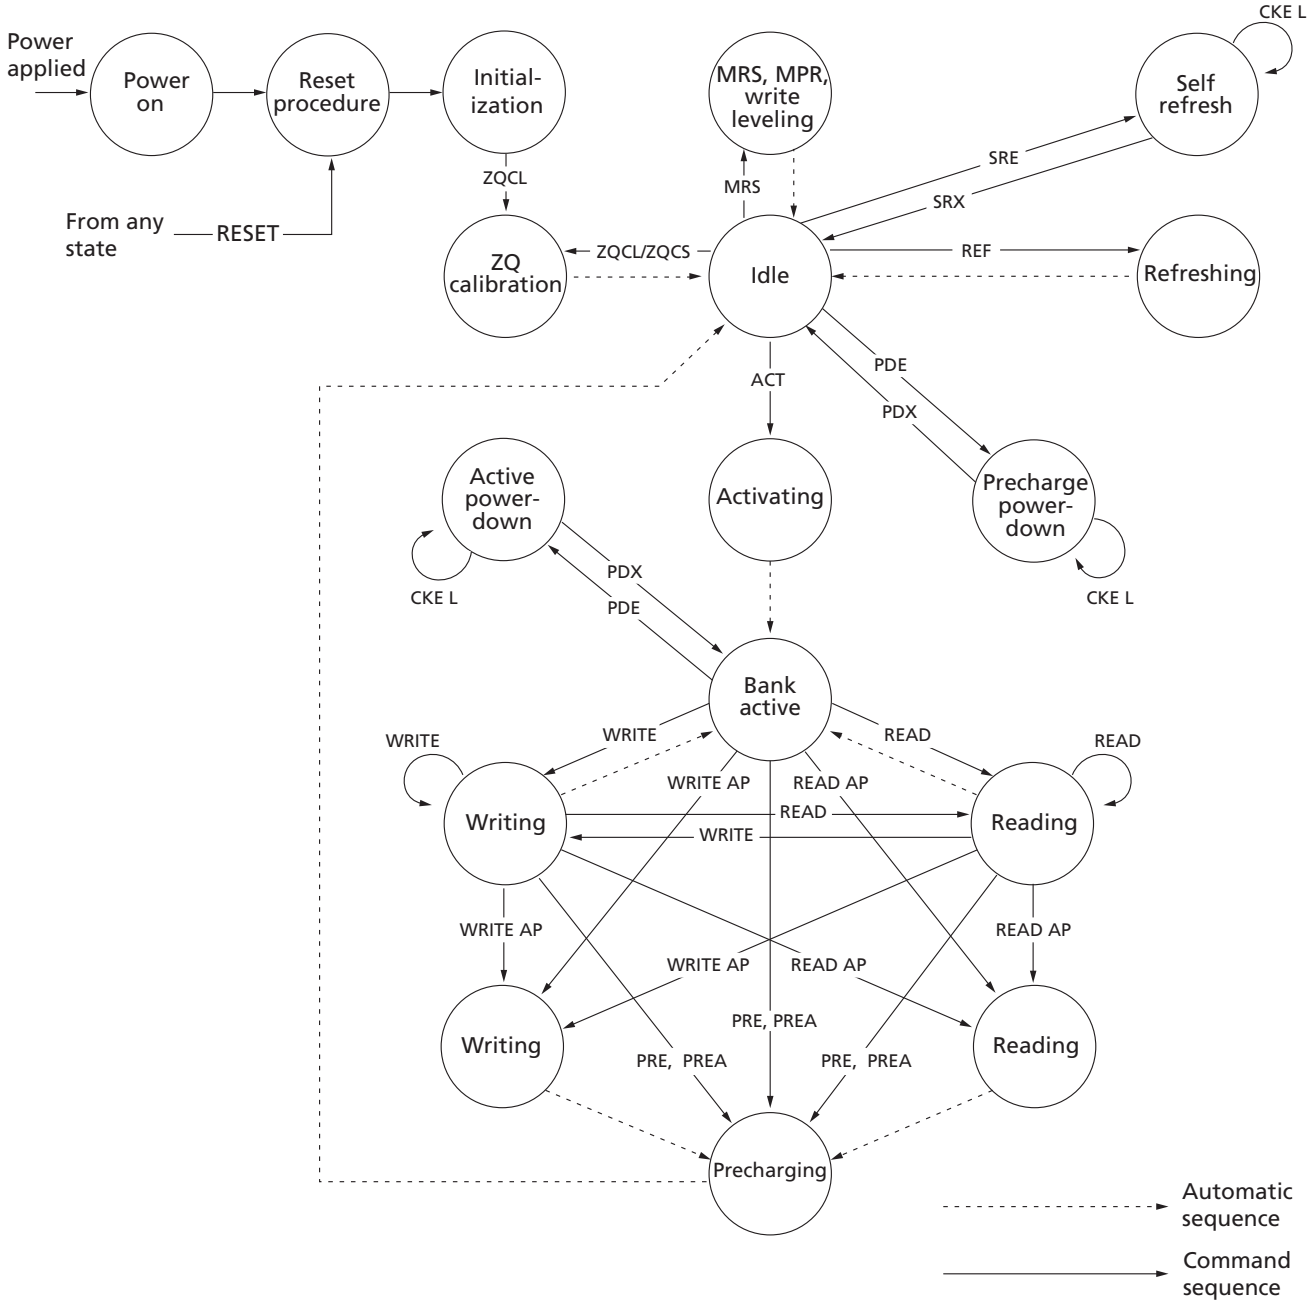 CKE L
Power
applied
Power
on
Reset
procedure
Initial-
ization
MRS, MPR,
write
leveling
Self
refresh
ZQCL
MRS
SRE
SRX
From any
state
RESET
ZQ
calibration
ZQCL/ZQCS
Idle
REF
Refreshing
PDE
PDX
ACT
Active
power-
down
Activating
Precharge
power-
down
CKE L
PDX
PDE
CKE L
Bank
active
WRITE
WRITE
READ
READ
WRITE AP
READ AP
Writing
READ
WRITE
Reading
WRITE AP
READ AP
WRITE AP
READ AP
PRE, PREA
Writing
PRE, PREA
PRE, PREA
Reading
Precharging
Automatic
sequence
Command
sequence